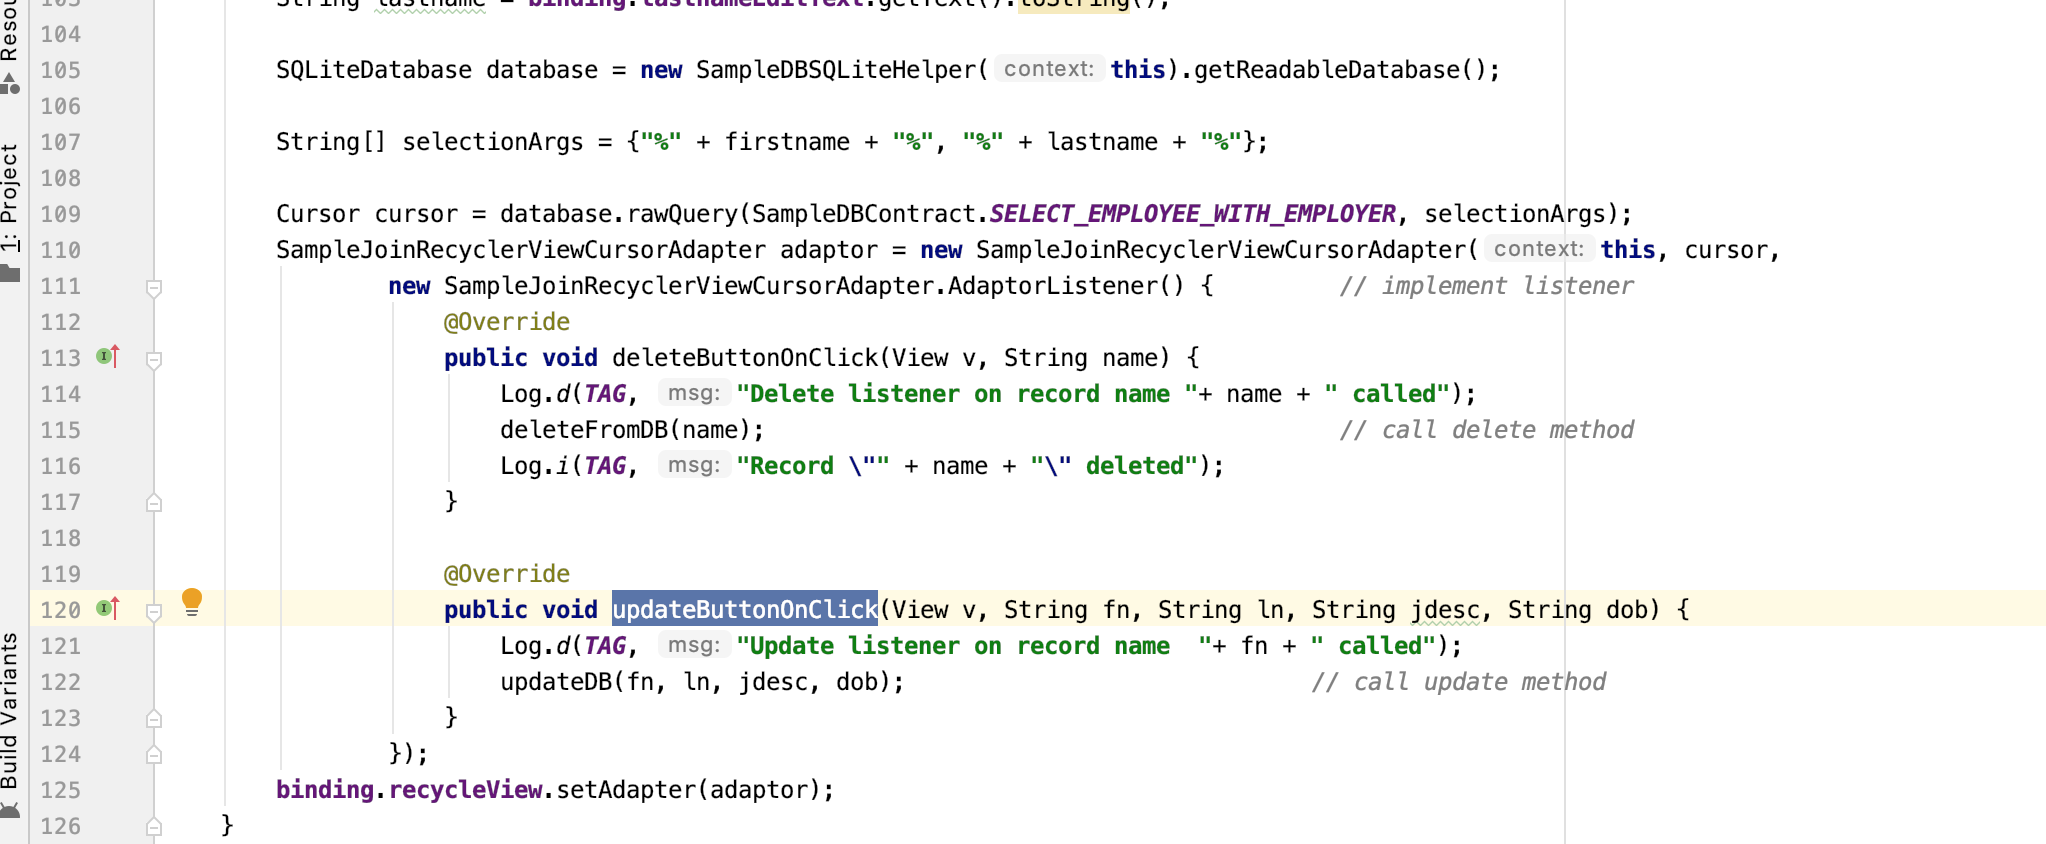 String lastname = binding.lastnameEditText.getText().toString();
104
105 SQLiteDatabase database = new SampleDBSQLiteHelper( context: this).getReadableDatabase();
106
107 String[] selectionArgs = {"%" + firstname + "%", "%" + lastname + "%"};
108
109 Cursor cursor = database.rawQuery(SampleDBContract.SELECT_EMPLOYEE_WITH_EMPLOYER, selectionArgs);
110 SampleJoinRecyclerViewCursorAdapter adaptor = new SampleJoinRecyclerViewCursorAdapter( context: this, cursor,
111 new SampleJoinRecyclerViewCursorAdapter.AdaptorListener() { // implement listener
112 @Override
113 public void deleteButtonOnClick(View v, String name) {
114 Log.d(TAG, msg: "Delete listener on record name "+ name + " called");
115 deleteFromDB(name); // call delete method
116 Log.i(TAG, msg: "Record \"" + name + "\" deleted");
117 }
118
119 @Override
120 public void updateButtonOnClick(View v, String fn, String ln, String jdesc, String dob) {
121 Log.d(TAG, msg: "Update listener on record name  "+ fn + " called");
122 updateDB(fn, ln, jdesc, dob); // call update method
123 }
124 });
125 binding.recycleView.setAdapter(adaptor);
126 }
1: Project
Build Variants